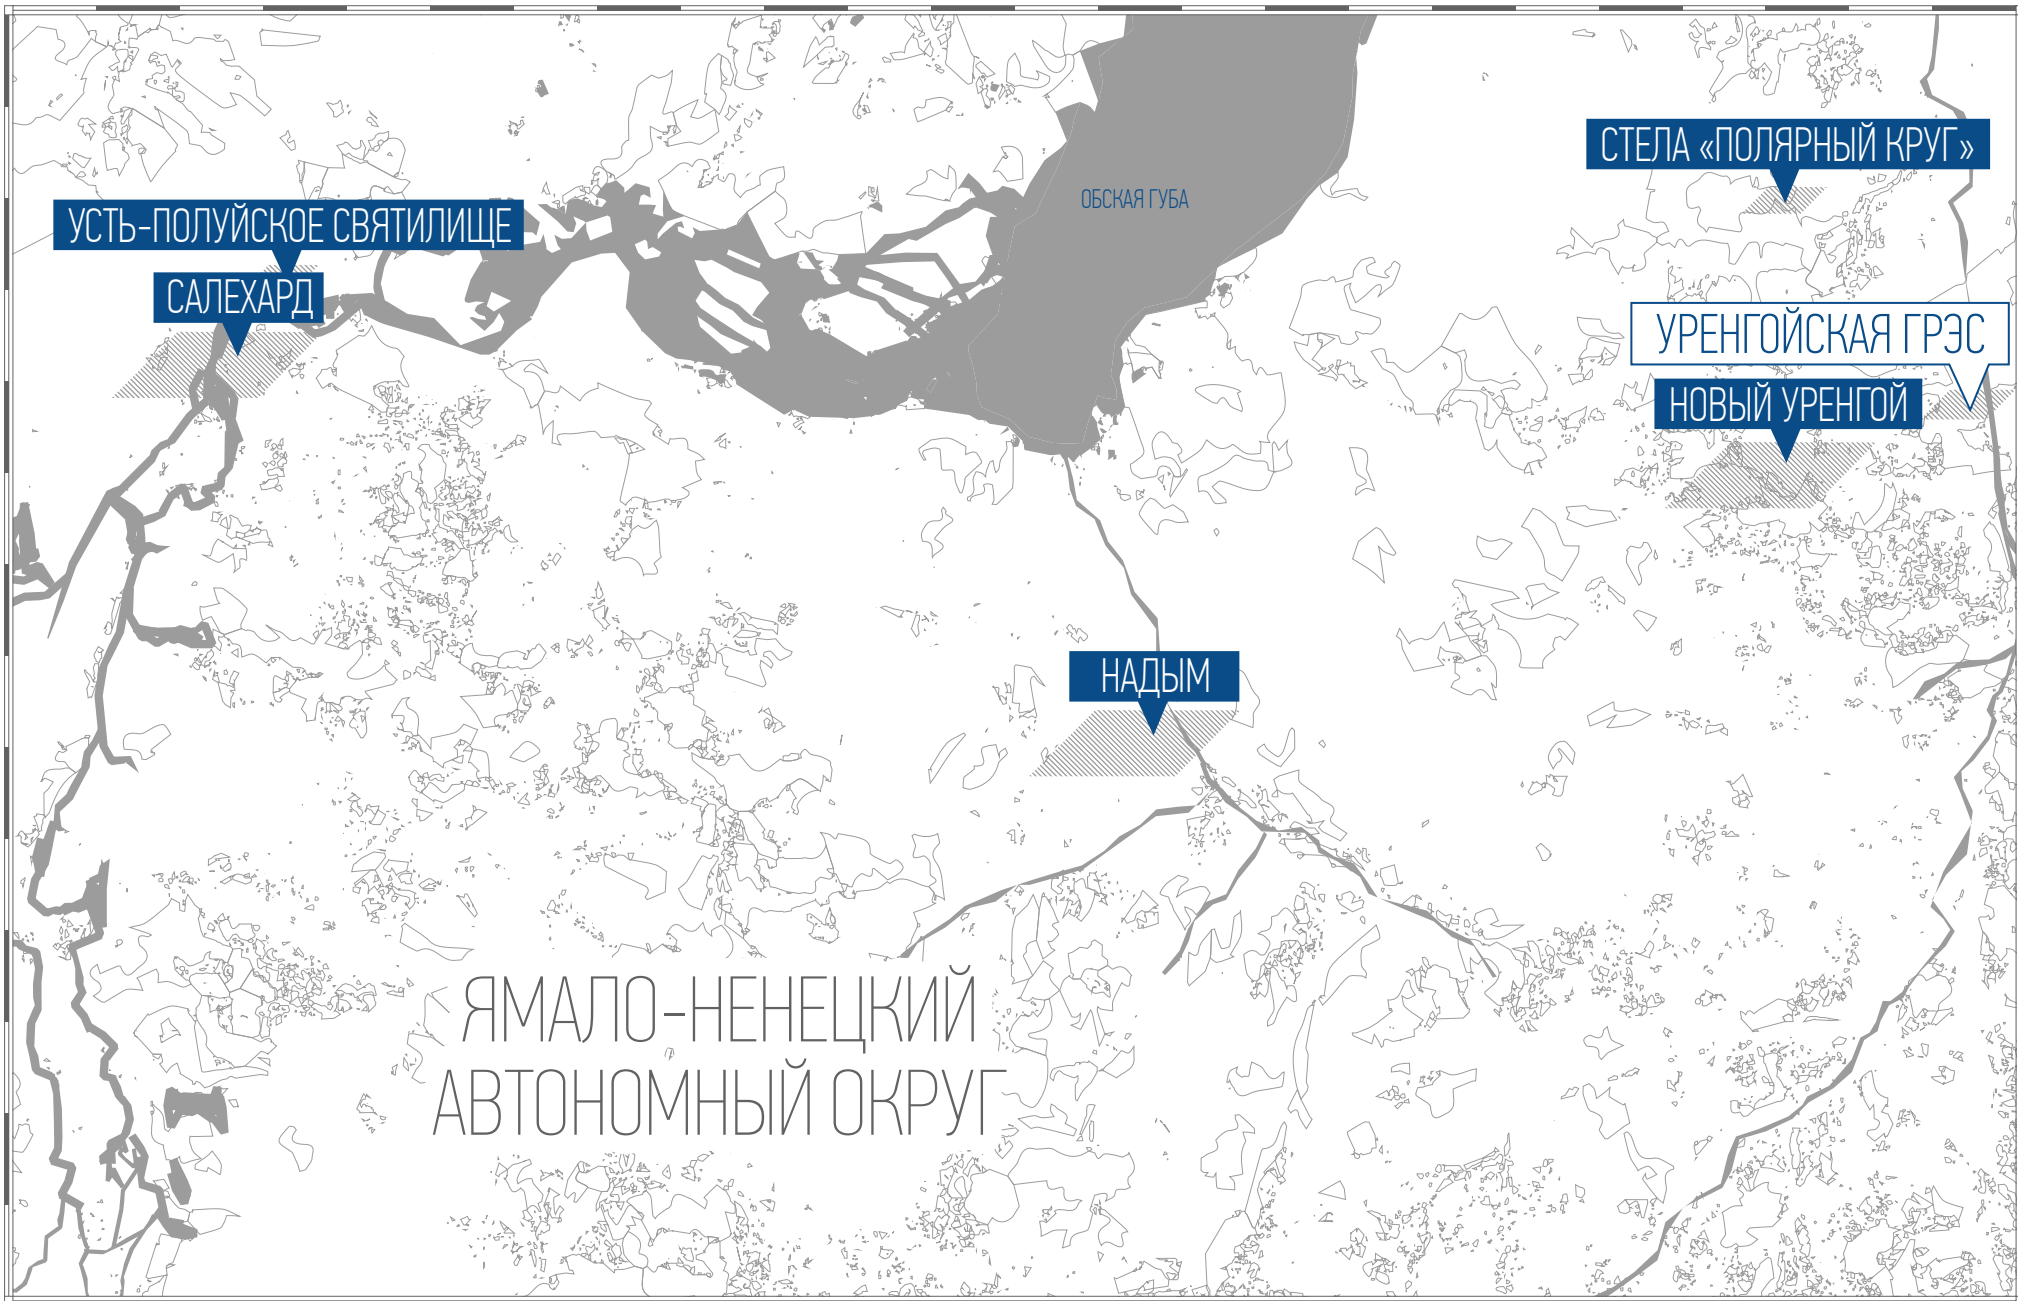 СТЕЛА «ПОЛЯРНЫЙ КРУГ»
ОБСКАЯ ГУБА
УСТЬ-ПОЛУЙСКОЕ СВЯТИЛИЩЕ
САЛЕХАРД
УРЕНГОЙСКАЯ ГРЭС
НОВЫЙ УРЕНГОЙ
НАДЫМ
ЯМАЛО-НЕНЕЦКИЙ
АВТОНОМНЫЙ ОКРУГ